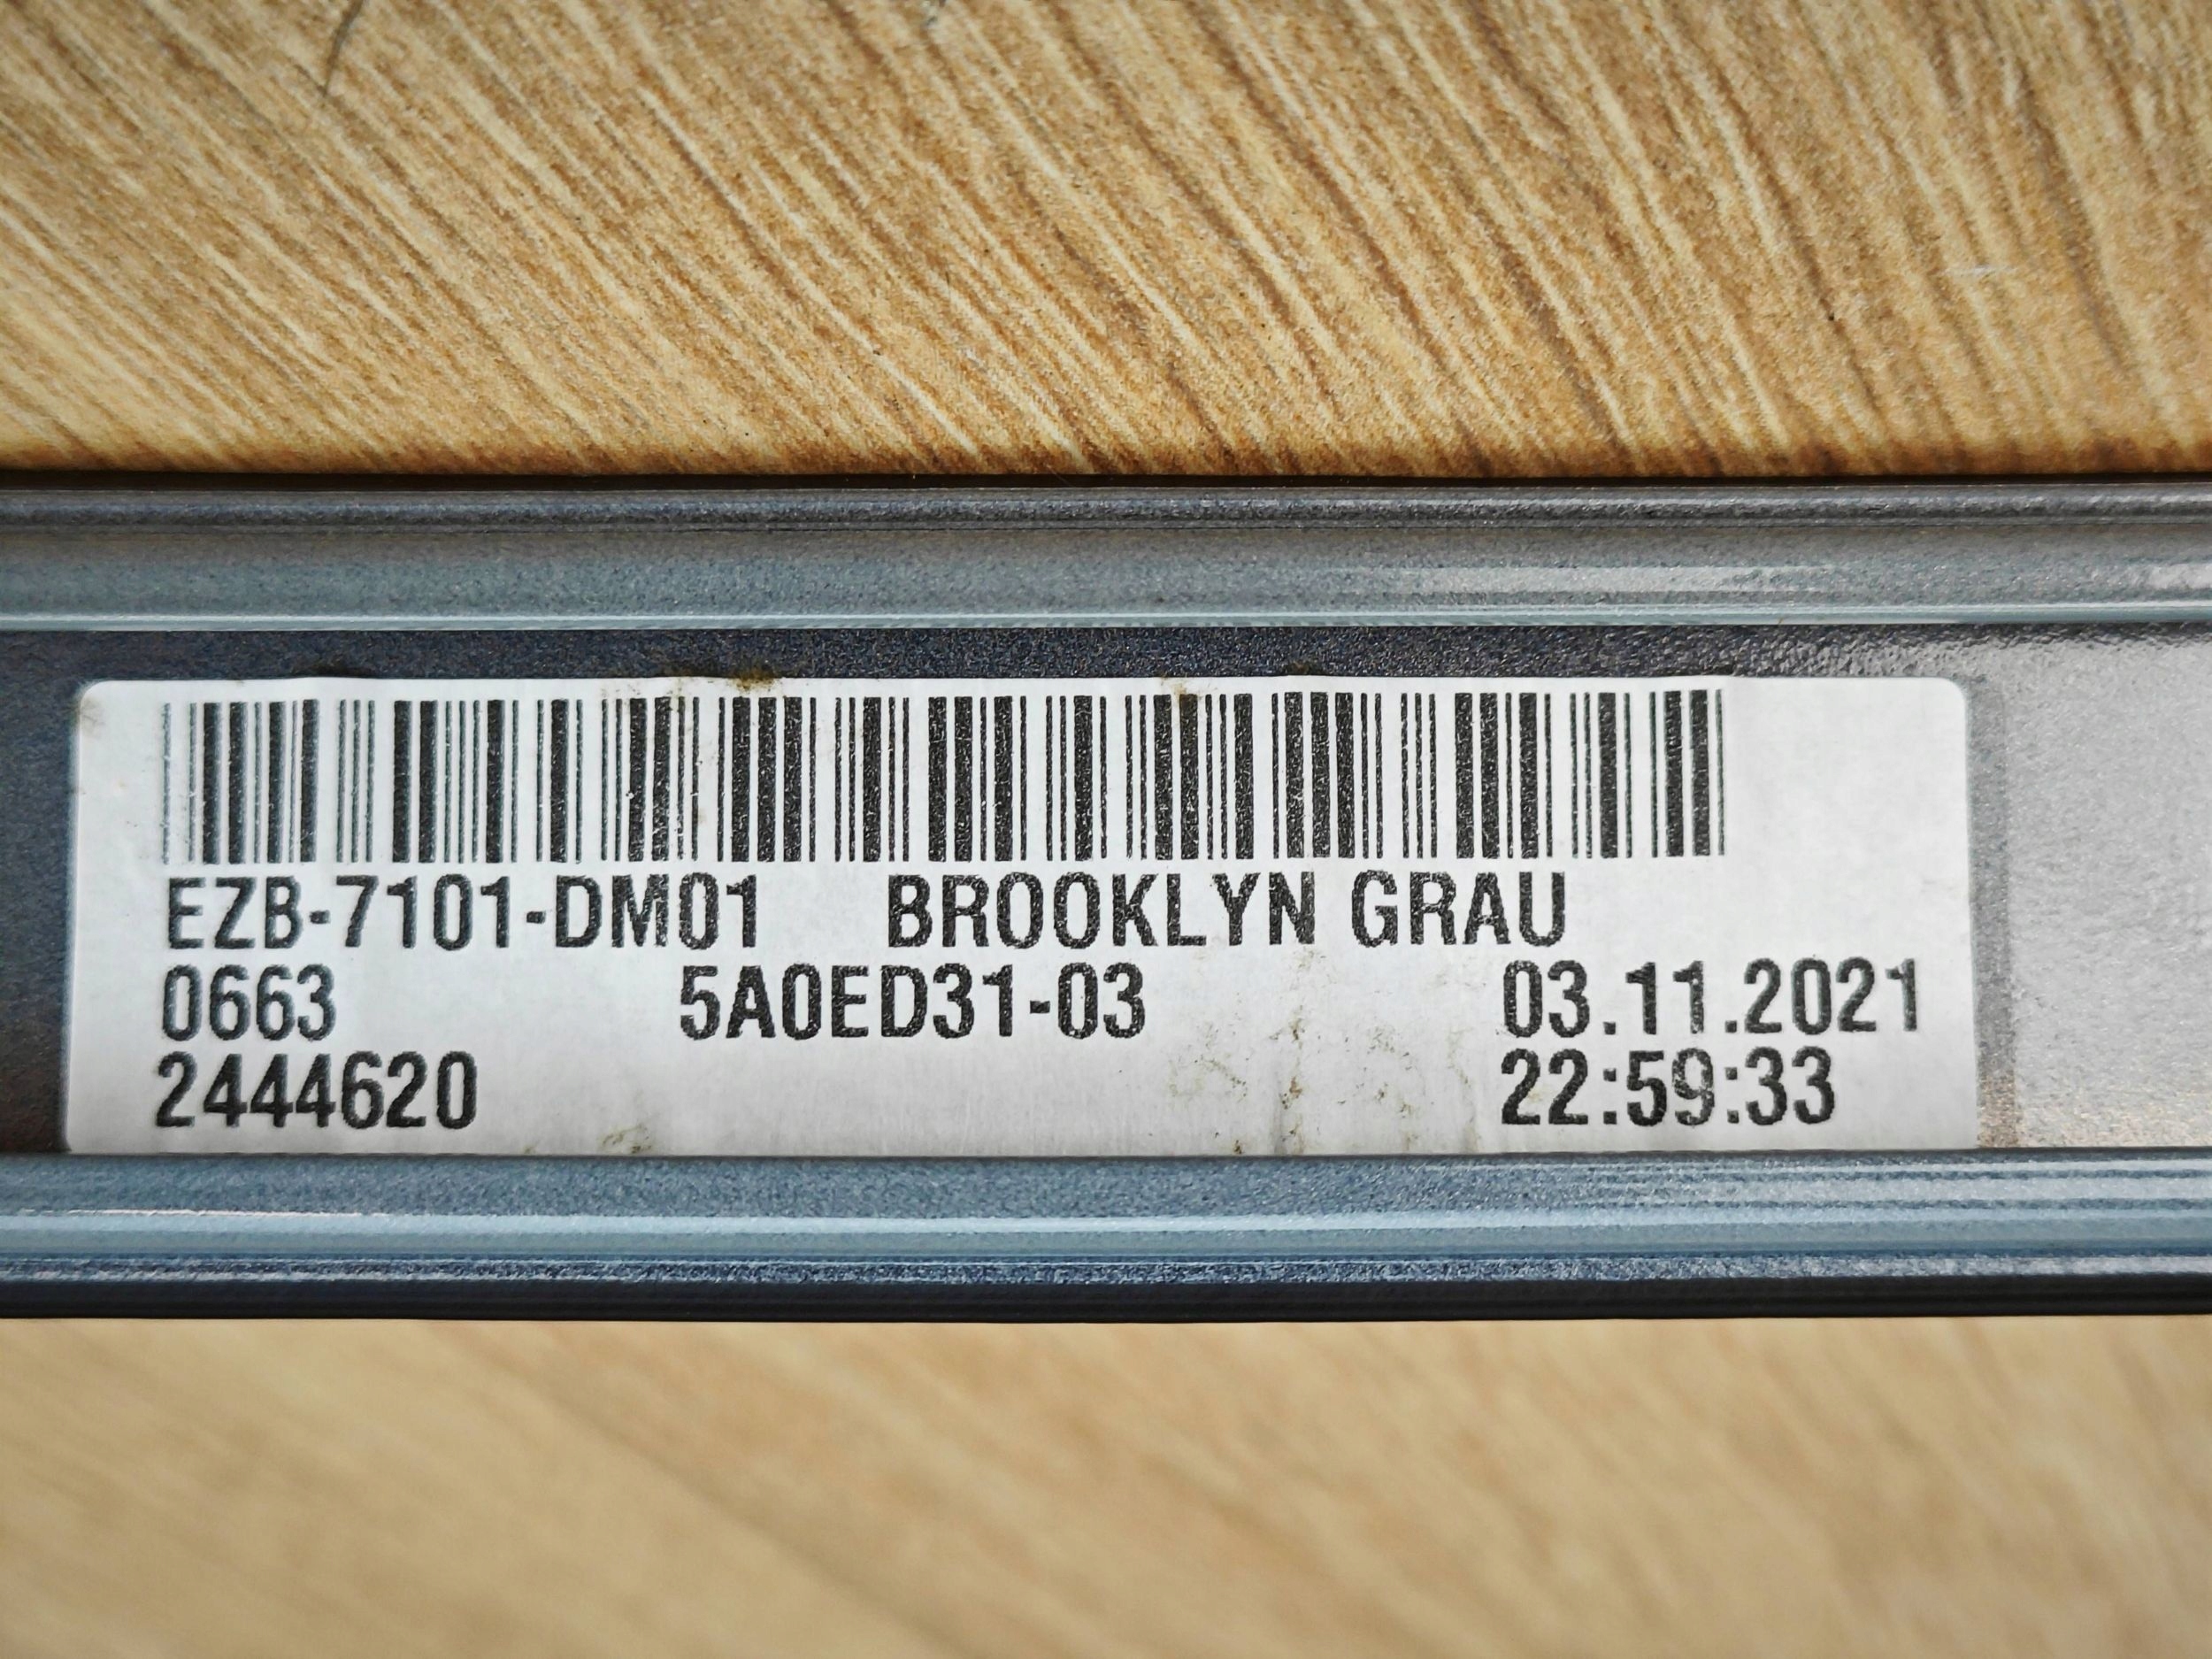 EZB-7101-DM01 BROOKLYN GRAU
0663 5A0ED31-03 03.11.2021
2444620 22:59:33